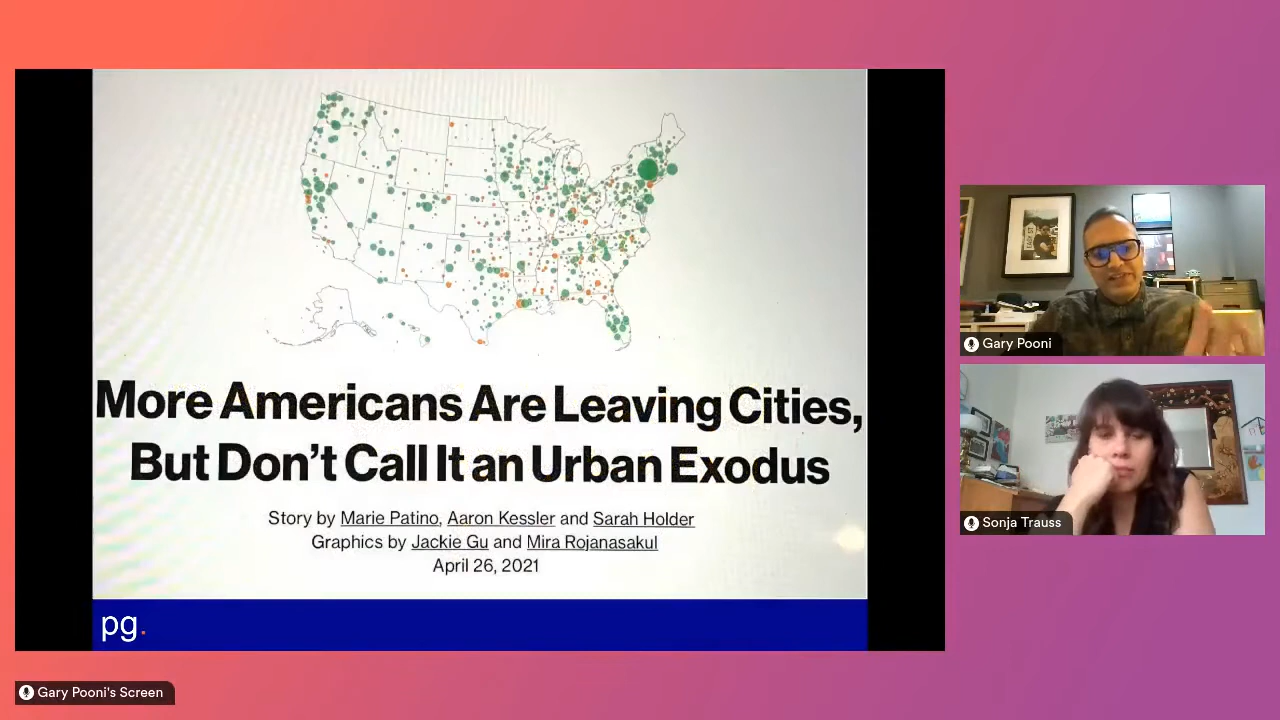 More Americans Are Leaving Cities,
But Don't Call It an Urban Exodus
Story by Marie Patino, Aaron Kessler and Sarah Holder
Graphics by Jackie Gu and Mira Rojanasakul
April 26, 2021
pg.
Gary Pooni's Screen
Gary Pooni
Sonja Trauss